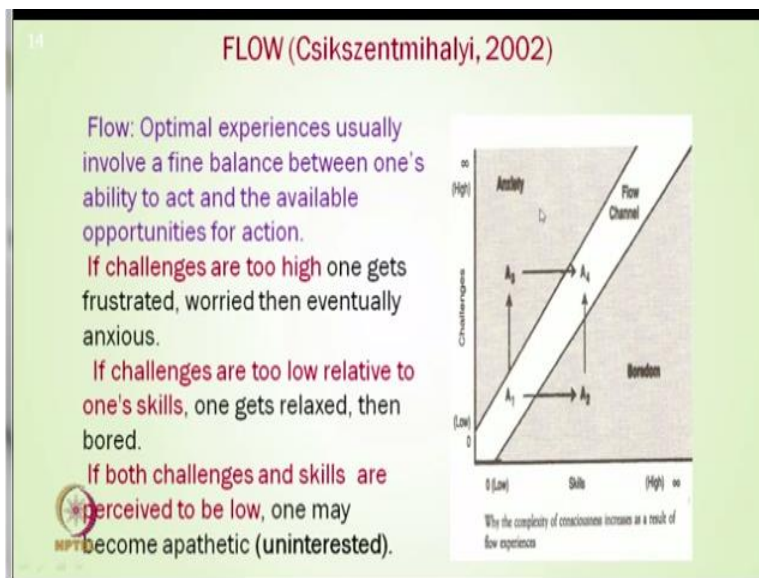 14
FLOW (Csikszentmihalyi, 2002)
Flow: Optimal experiences usually
involve a fine balance between one's
ability to act and the available
opportunities for action.
If challenges are too high one gets
frustrated, worried then eventually
anxious.
If challenges are too low relative to
one's skills, one gets relaxed, then
bored.
If both challenges and skills are
perceived to be low, one may
become apathetic (uninterested).
NPTEL
∞
(High)
Anxiety
Flow
Channel
Challenges
A3
A4
Boredom
A1
A2
(Low)
0
0 (Low)
Skills
(High) ∞
Why the complexity of consciousness increases as a result of
flow experiences